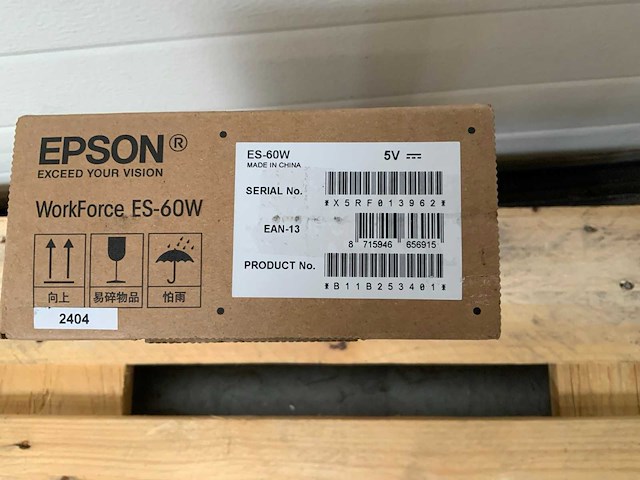 EPSON®
EXCEED YOUR VISION
WorkForce ES-60W
向上
易碎物品
怕雨
2404
ES-60W 5V
MADE IN CHINA
SERIAL No.
*X5RF013962*
EAN-13
8 715946 656915
PRODUCT No.
*B11B253401*